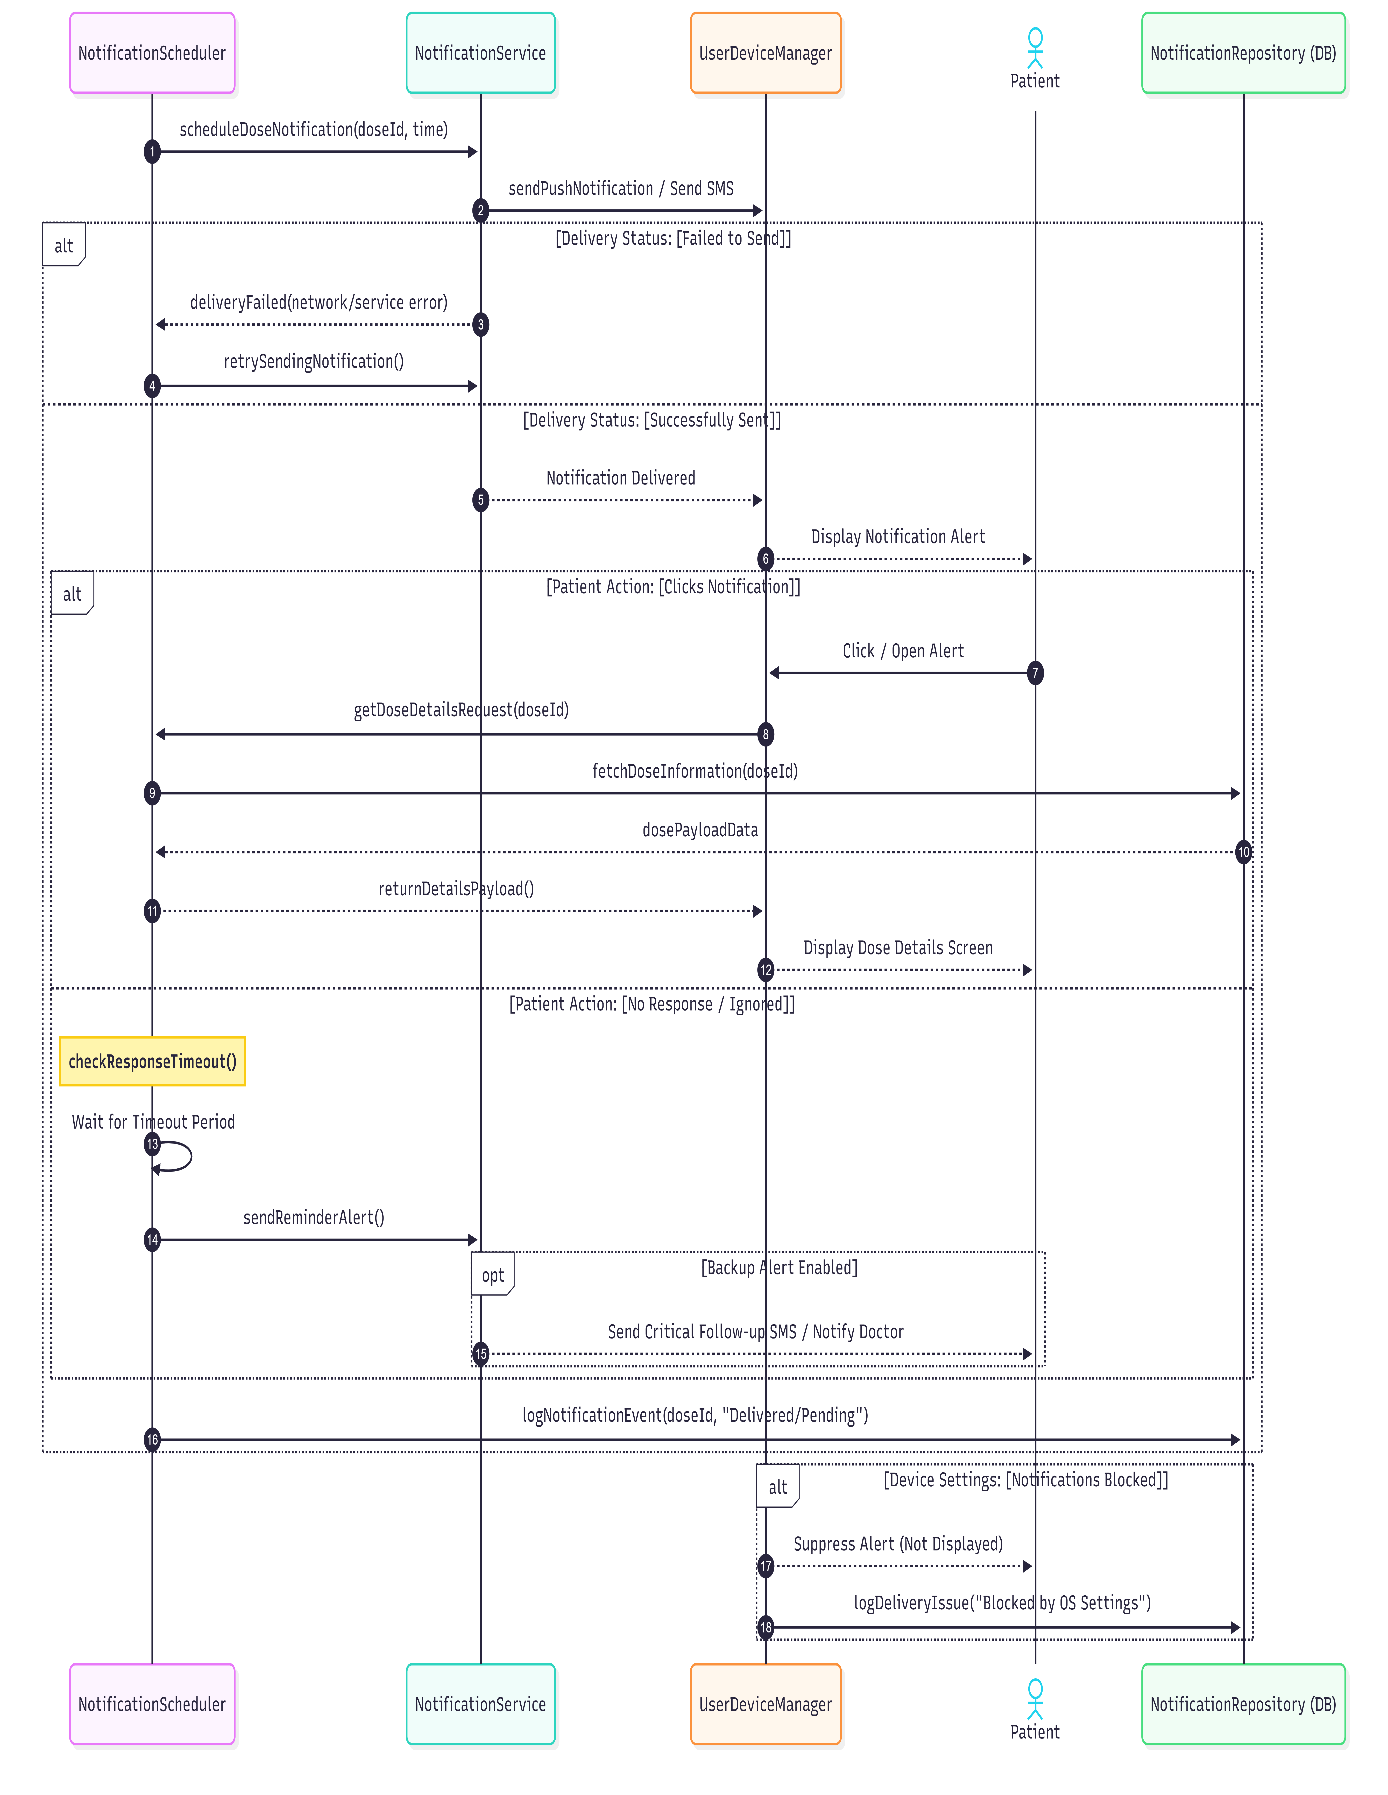 NotificationScheduler
NotificationService
UserDeviceManager
Patient
NotificationRepository (DB)
scheduleDoseNotification(doseId, time)
1
sendPushNotification / Send SMS
2
alt
[Delivery Status: [Failed to Send]]
deliveryFailed(network/service error)
3
retrySendingNotification()
4
[Delivery Status: [Successfully Sent]]
Notification Delivered
5
Display Notification Alert
6
alt
[Patient Action: [Clicks Notification]]
Click / Open Alert
7
getDoseDetailsRequest(doseId)
8
fetchDoseInformation(doseId)
9
dosePayloadData
10
returnDetailsPayload()
11
Display Dose Details Screen
12
[Patient Action: [No Response / Ignored]]
checkResponseTimeout()
Wait for Timeout Period
13
sendReminderAlert()
14
opt
[Backup Alert Enabled]
Send Critical Follow-up SMS / Notify Doctor
15
logNotificationEvent(doseId, "Delivered/Pending")
16
alt
[Device Settings: [Notifications Blocked]]
Suppress Alert (Not Displayed)
17
logDeliveryIssue("Blocked by OS Settings")
18
NotificationScheduler
NotificationService
UserDeviceManager
Patient
NotificationRepository (DB)